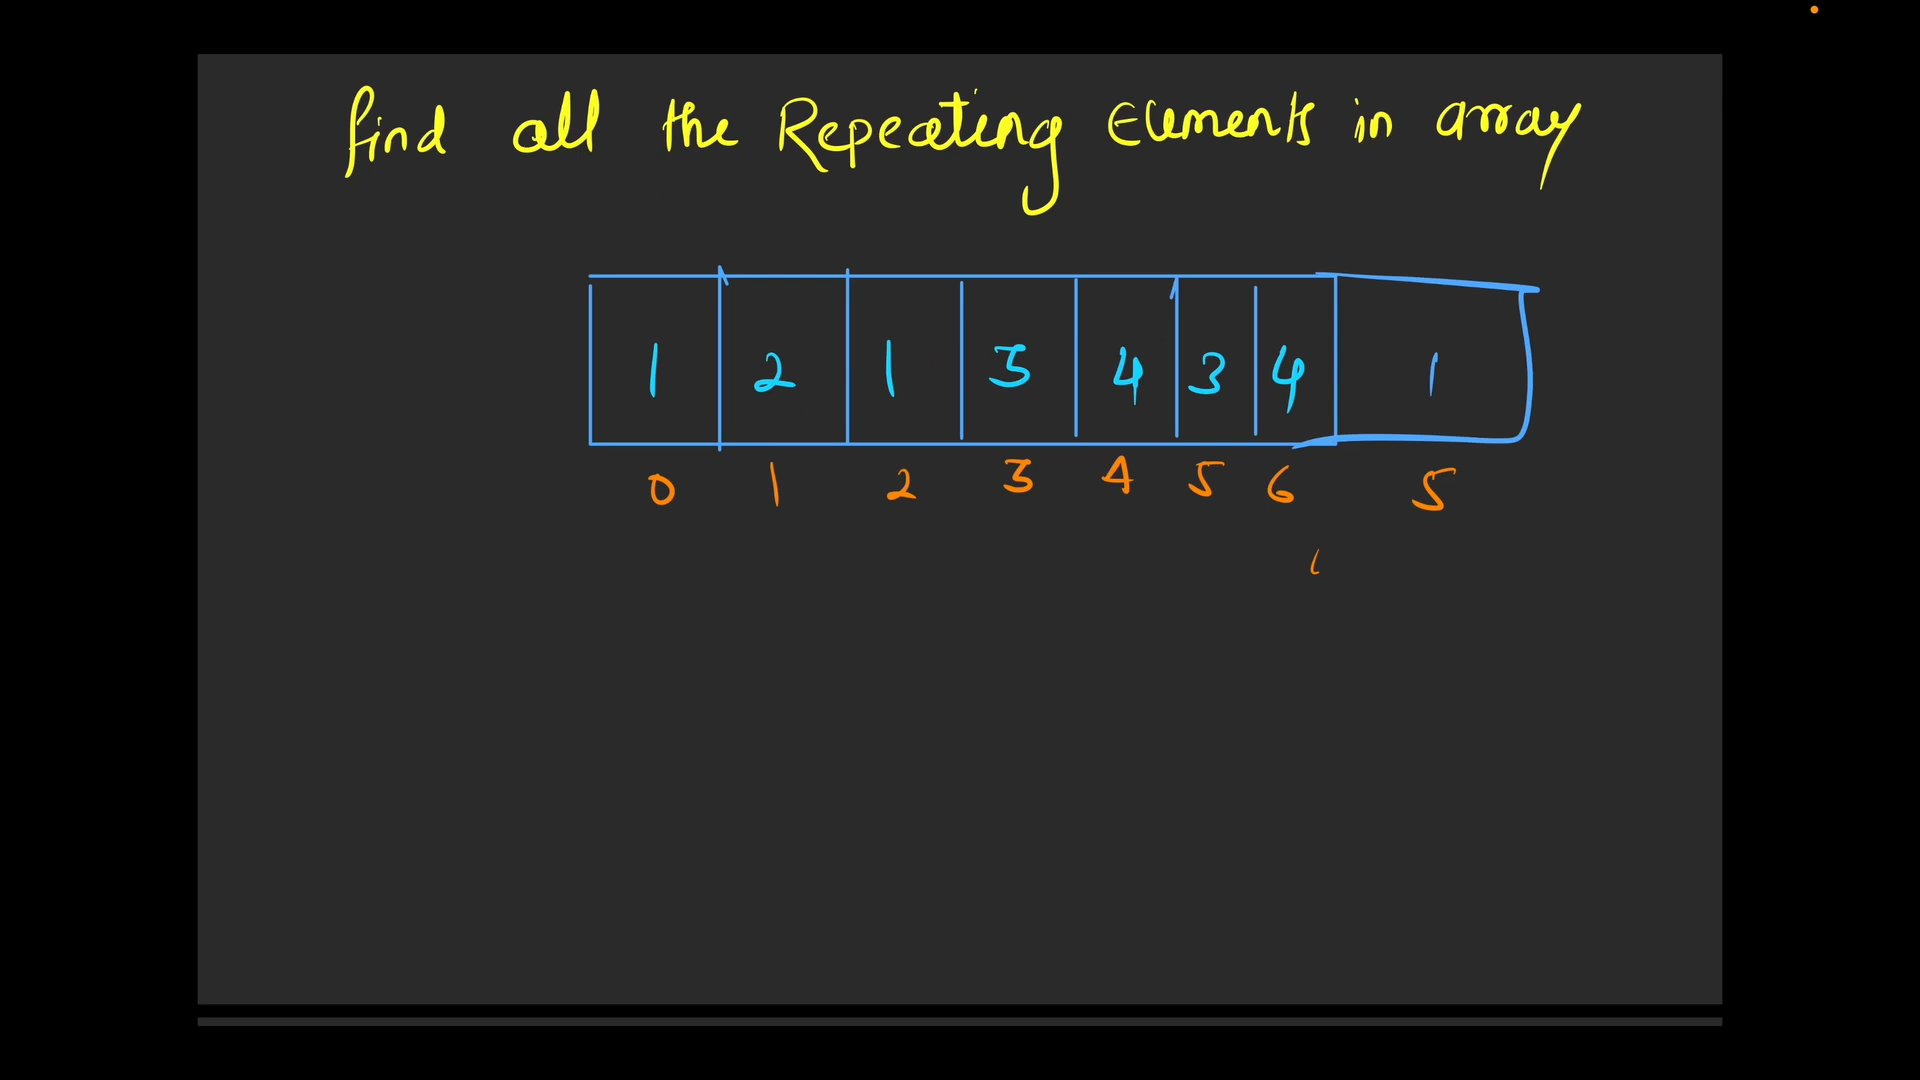 find all the Repeating Elements in array
1 2 1 3 4 3 4 1
0 1 2 3 4 5 6 5